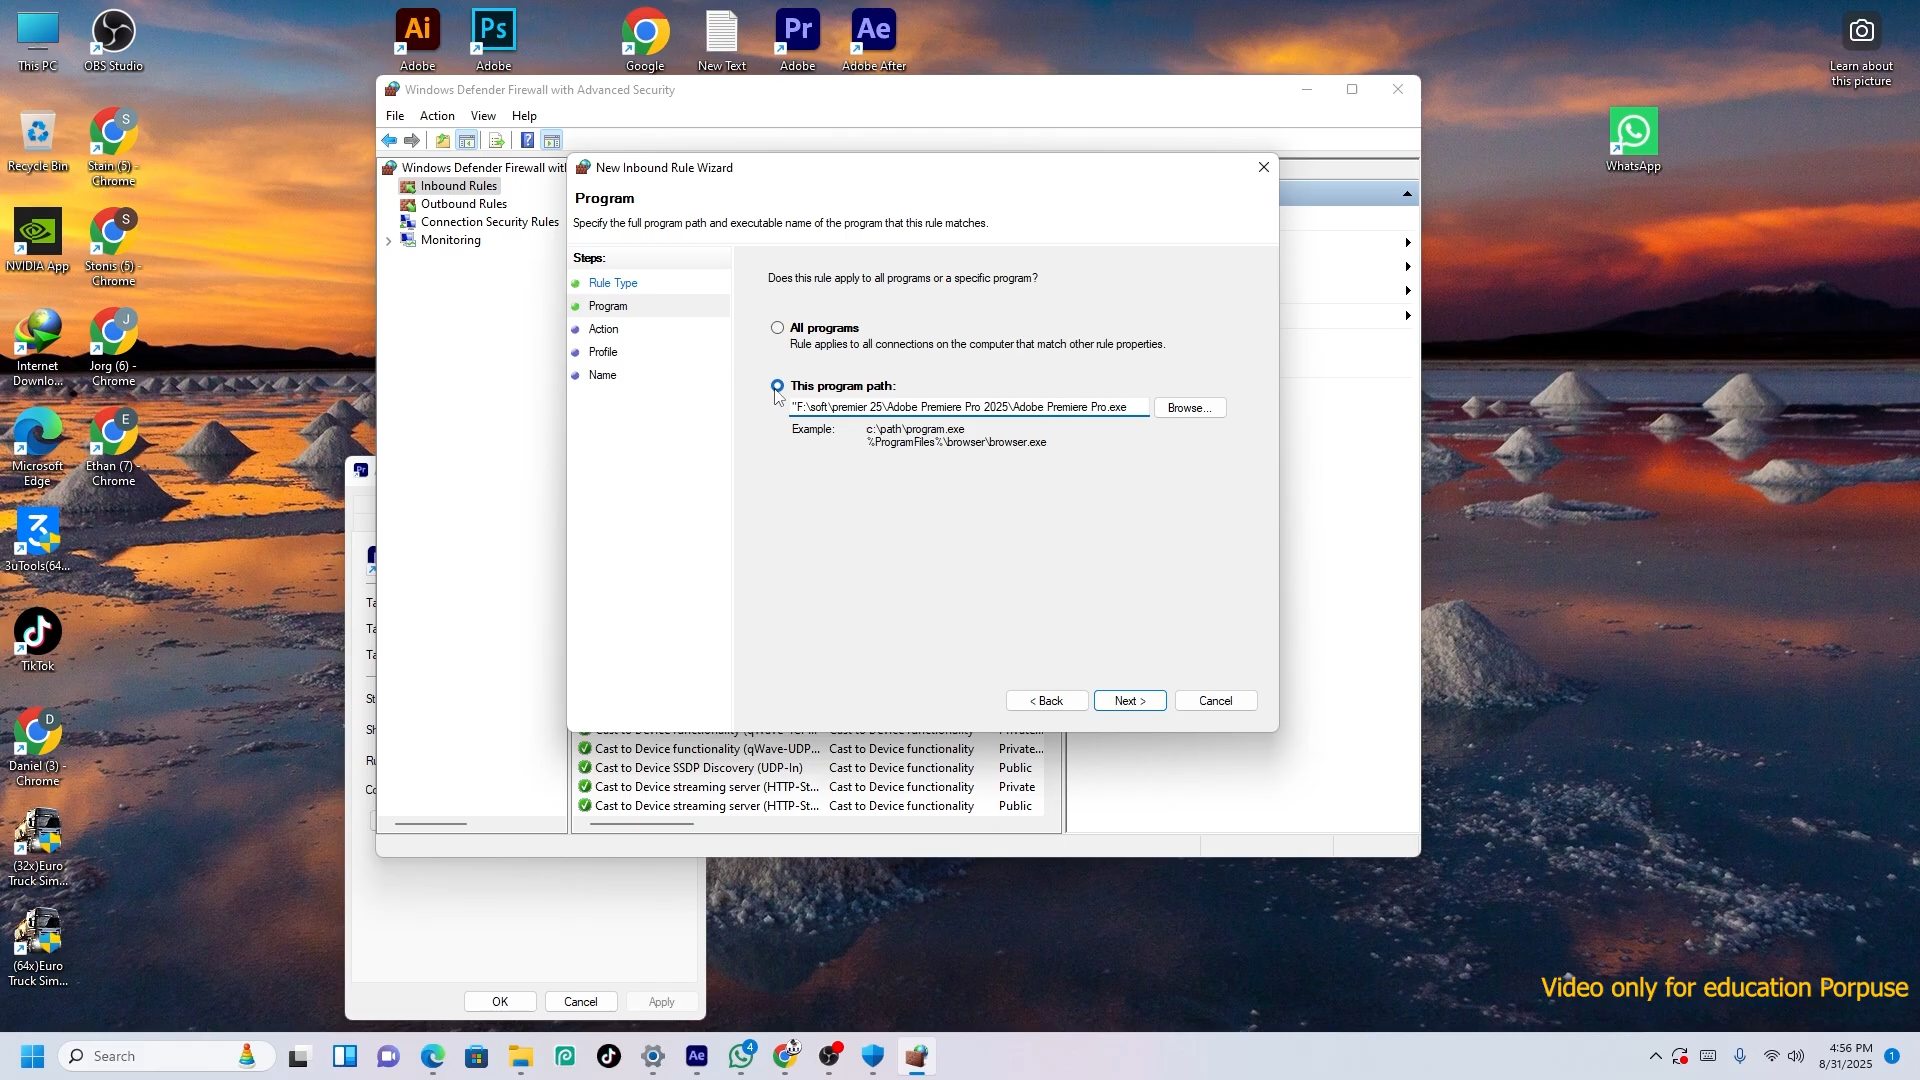 This PC
OBS Studio
Adobe
Adobe
Google
New Text
Adobe
Adobe After
Learn about
this picture
Recycle Bin
Stain (5) -
Chrome
WhatsApp
NVIDIA App
Stonis (5) -
Chrome
Internet
Downlo...
Jorg (6) -
Chrome
Microsoft
Edge
Ethan (7) -
Chrome
3uTools(64...
TikTok
Daniel (3) -
Chrome
(32x)Euro
Truck Sim...
(64x)Euro
Truck Sim...
Windows Defender Firewall with Advanced Security
File Action View Help
Windows Defender Firewall wit
Inbound Rules
Outbound Rules
Connection Security Rules
Monitoring
New Inbound Rule Wizard
Program
Specify the full program path and executable name of the program that this rule matches.
Steps:
Rule Type
Program
Action
Profile
Name
Does this rule apply to all programs or a specific program?
All programs
Rule applies to all connections on the computer that match other rule properties.
This program path:
"F:\soft\premier 25\Adobe Premiere Pro 2025\Adobe Premiere Pro.exe
Browse...
Example: c:\path\program.exe
%ProgramFiles%\browser\browser.exe
< Back Next > Cancel
Cast to Device functionality (qWave-UDP... Cast to Device functionality Private...
Cast to Device SSDP Discovery (UDP-In) Cast to Device functionality Public
Cast to Device streaming server (HTTP-St... Cast to Device functionality Private
Cast to Device streaming server (HTTP-St... Cast to Device functionality Public
OK Cancel Apply
Video only for education Porpuse
Search
4:56 PM
8/31/2025